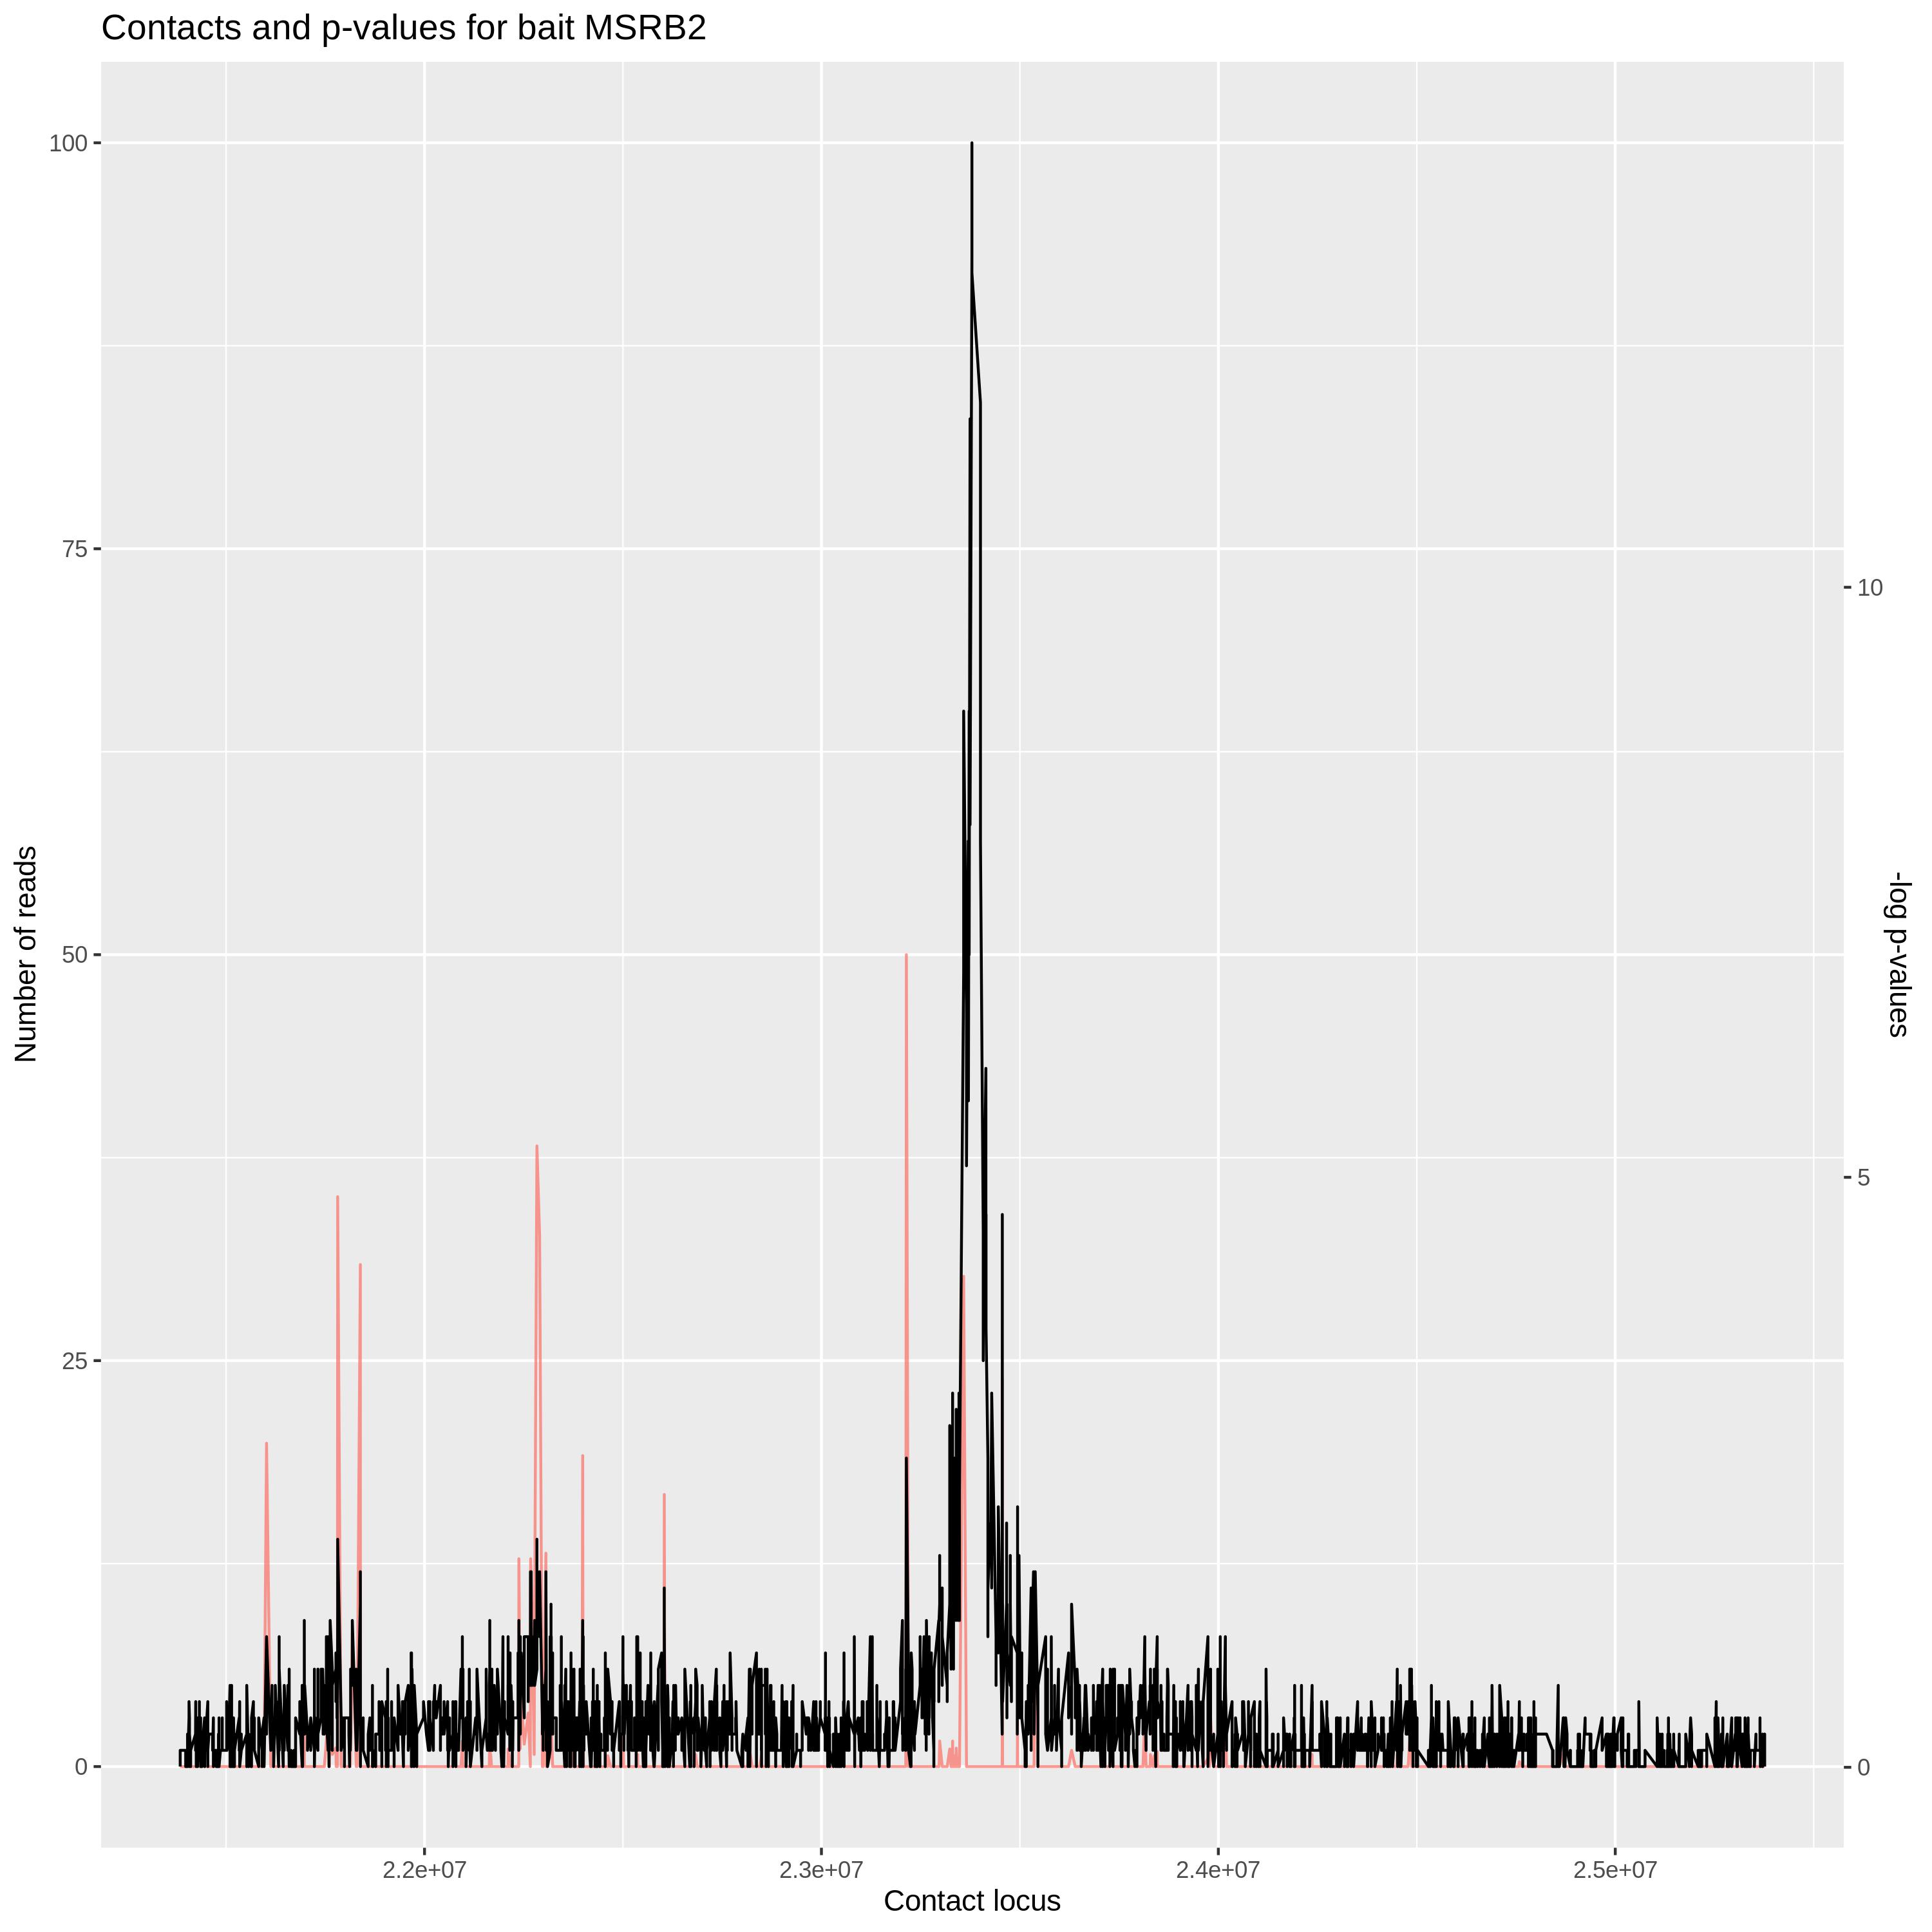 Contacts and p-values for bait MSRB2
100
75
50
25
0
Number of reads
10
5
0
-log p-values
2.2e+07
2.3e+07
2.4e+07
2.5e+07
Contact locus